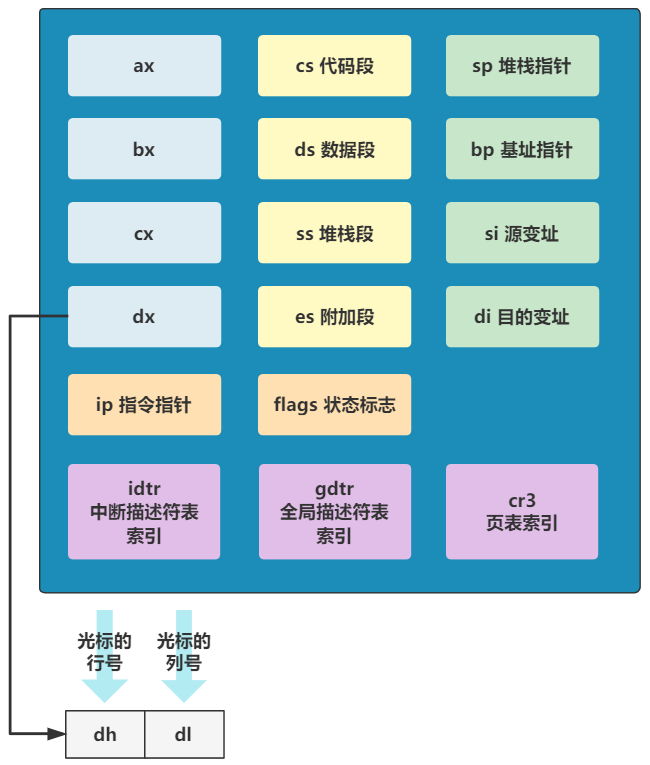 ax
cs 代码段
sp 堆栈指针
bx
ds 数据段
bp 基址指针
cx
ss 堆栈段
si 源变址
dx
es 附加段
di 目的变址
ip 指令指针
flags 状态标志
idtr
中断描述符表
索引
gdtr
全局描述符表
索引
cr3
页表索引
光标的
行号
光标的
列号
dh
dl